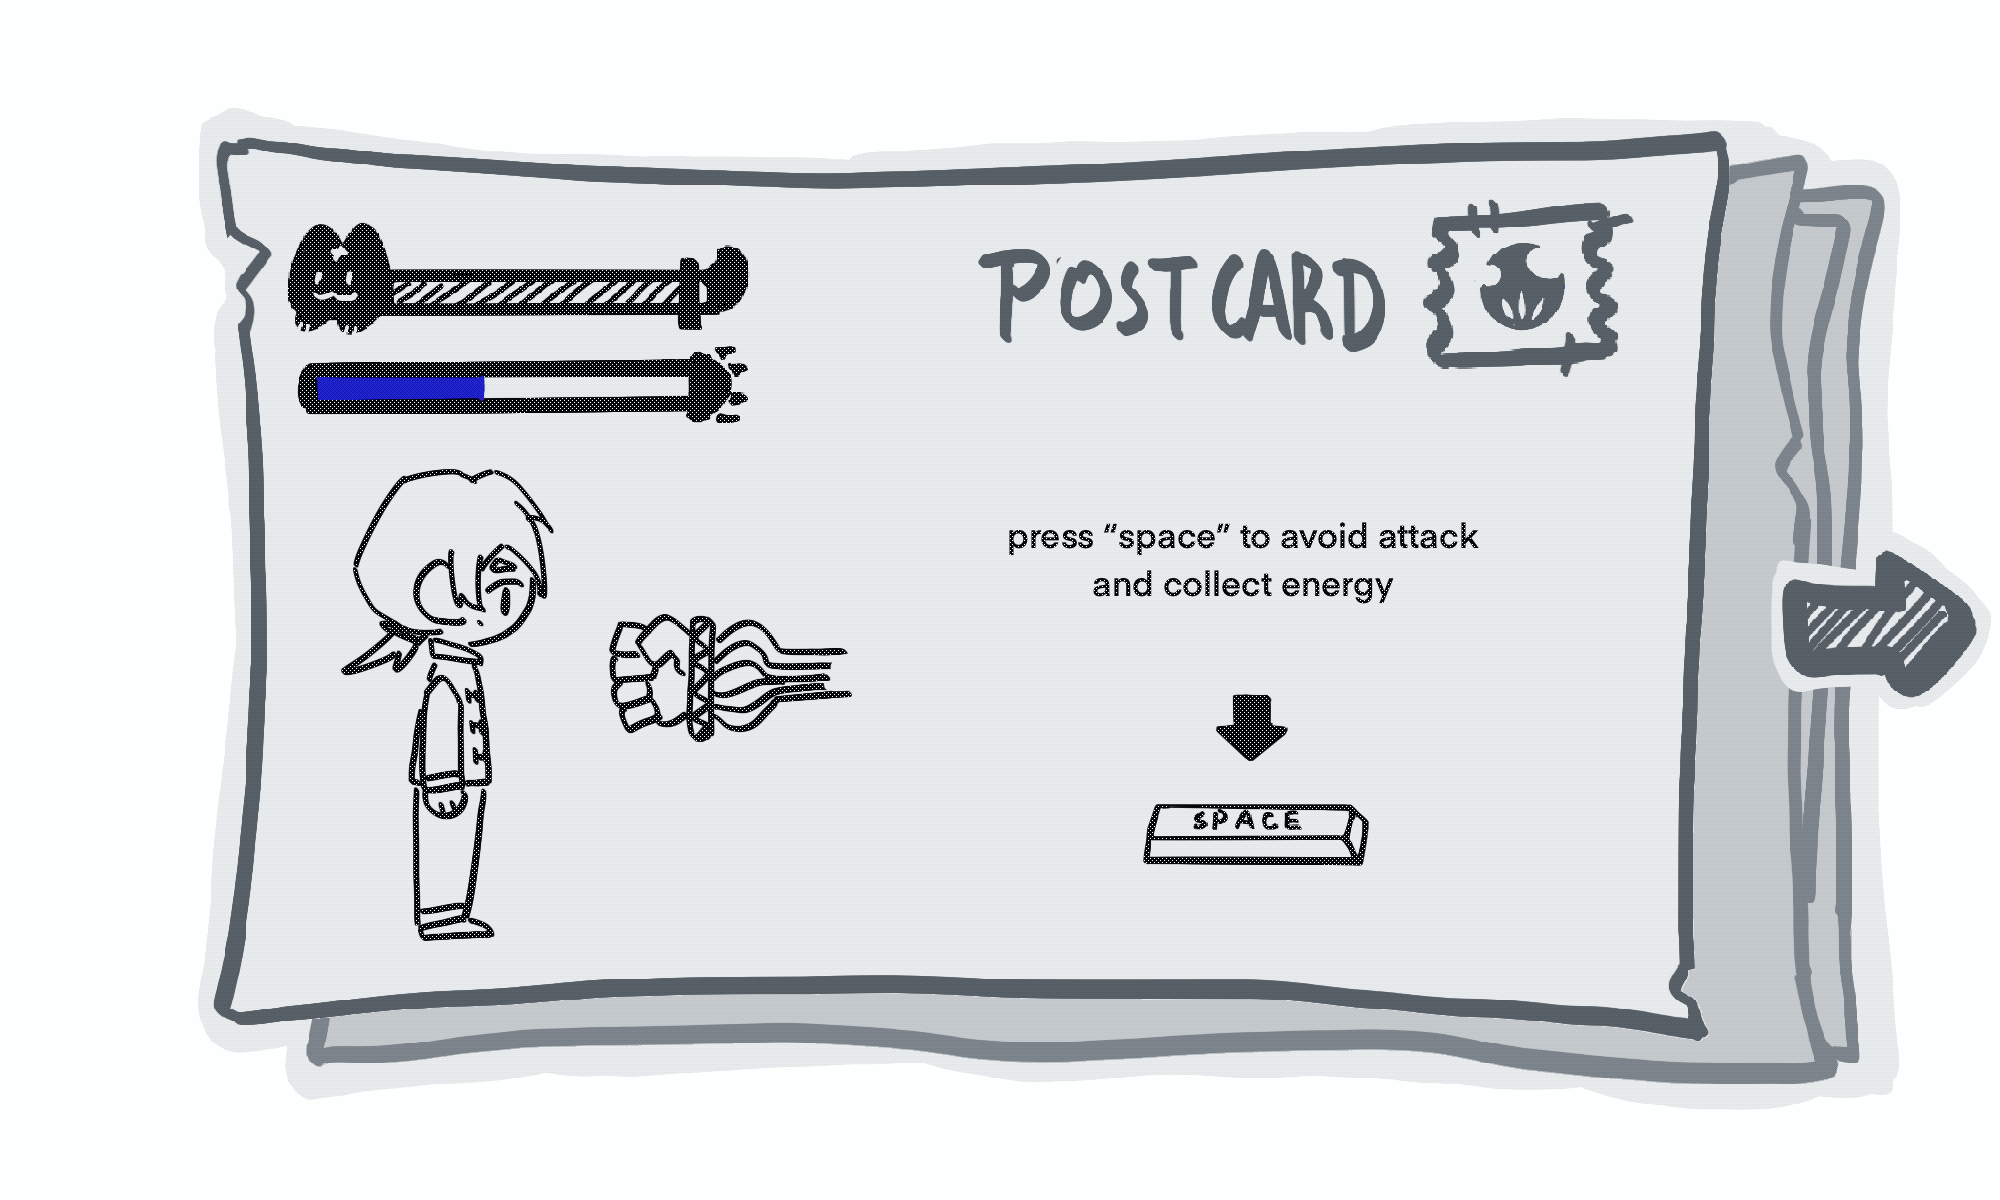 POSTCARD
press “space” to avoid attack
and collect energy
SPACE